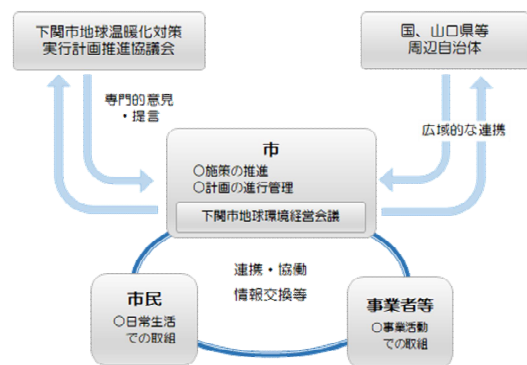 下関市地球温暖化対策
実行計画推進協議会
国、山口県等
周辺自治体
専門的意見
・提言
広域的な連携
市
○施策の推進
○計画の進行管理
下関市地球環境経営会議
連携・協働
情報交換等
市民
○日常生活
での取組
事業者等
○事業活動
での取組